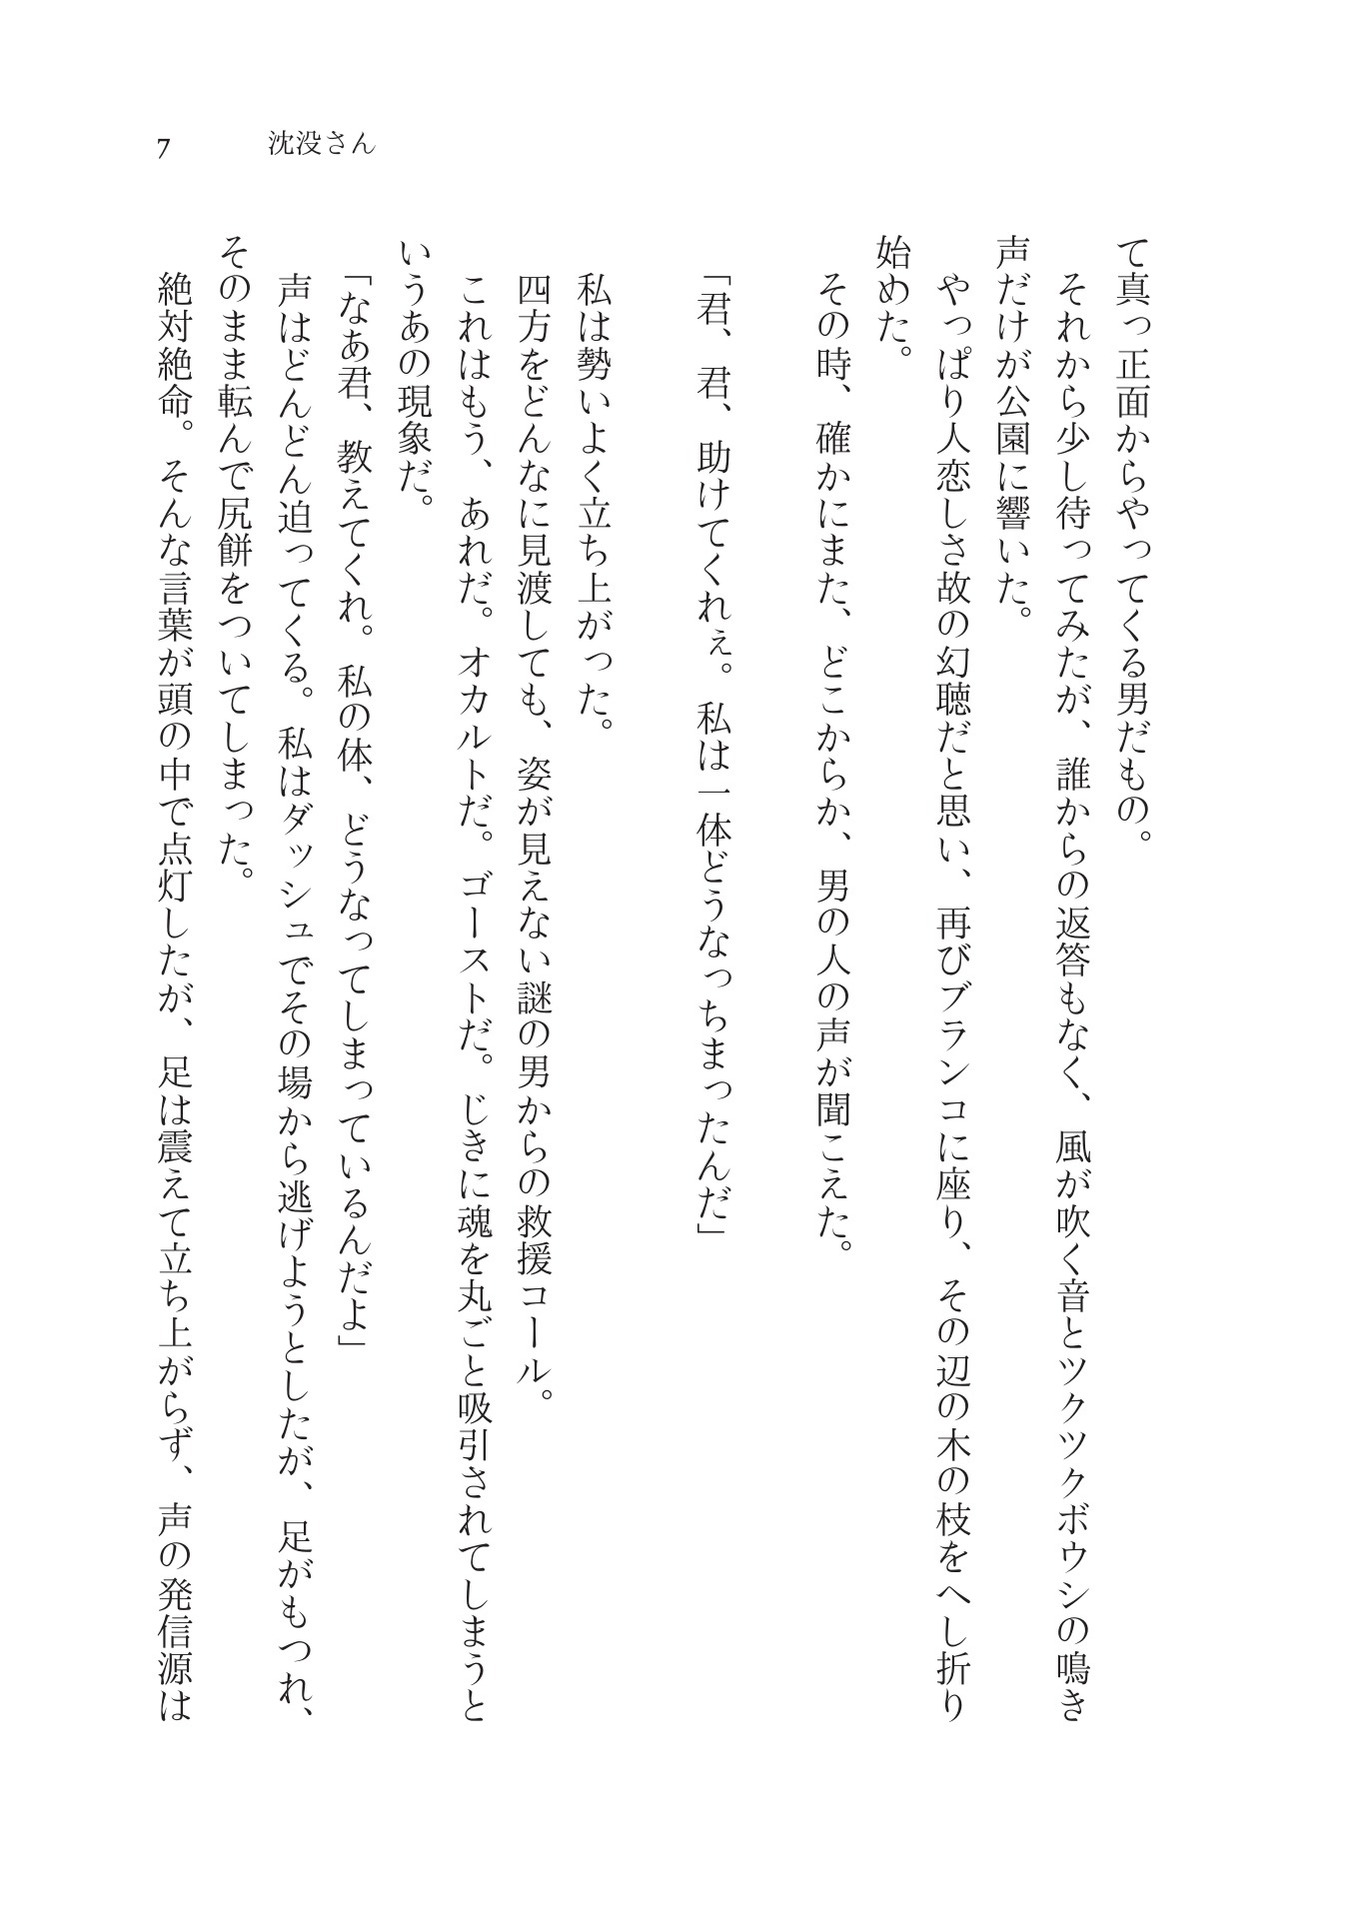 7 沈没さん
て真っ正面からやってくる男だもの。
それから少し待ってみたが、誰からの返答もなく、風が吹く音とツクツクボウシの鳴き
声だけが公園に響いた。
やっぱり人恋しさ故の幻聴だと思い、再びブランコに座り、その辺の木の枝をへし折り
始めた。
その時、確かにまた、どこからか、男の人の声が聞こえた。
「君、君、助けてくれぇ。私は一体どうなっちまったんだ」
私は勢いよく立ち上がった。
四方をどんなに見渡しても、姿が見えない謎の男からの救援コール。
これはもう、あれだ。オカルトだ。ゴーストだ。じきに魂を丸ごと吸引されてしまうと
いうあの現象だ。
「なあ君、教えてくれ。私の体、どうなってしまっているんだよ」
声はどんどん迫ってくる。私はダッシュでその場から逃げようとしたが、足がもつれ、
そのまま転んで尻餅をついてしまった。
絶対絶命。そんな言葉が頭の中で点灯したが、足は震えて立ち上がらず、声の発信源は